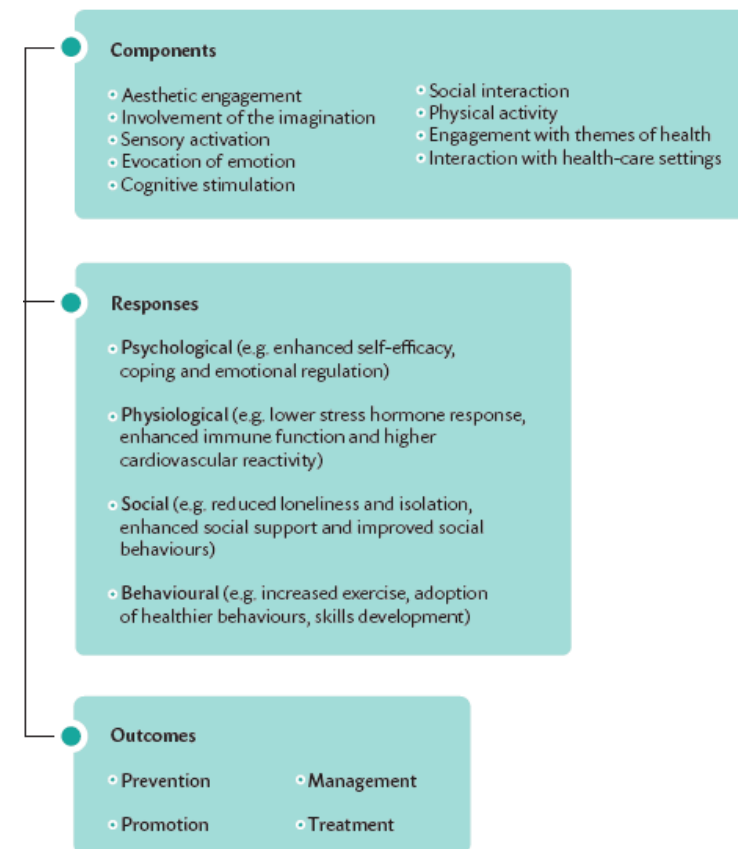 Components
Aesthetic engagement
Involvement of the imagination
Sensory activation
Evocation of emotion
Cognitive stimulation
Social interaction
Physical activity
Engagement with themes of health
Interaction with health-care settings
Responses
Psychological (e.g. enhanced self-efficacy,
coping and emotional regulation)
Physiological (e.g. lower stress hormone response,
enhanced immune function and higher
cardiovascular reactivity)
Social (e.g. reduced loneliness and isolation,
enhanced social support and improved social
behaviours)
Behavioural (e.g. increased exercise, adoption
of healthier behaviours, skills development)
Outcomes
Prevention
Management
Promotion
Treatment